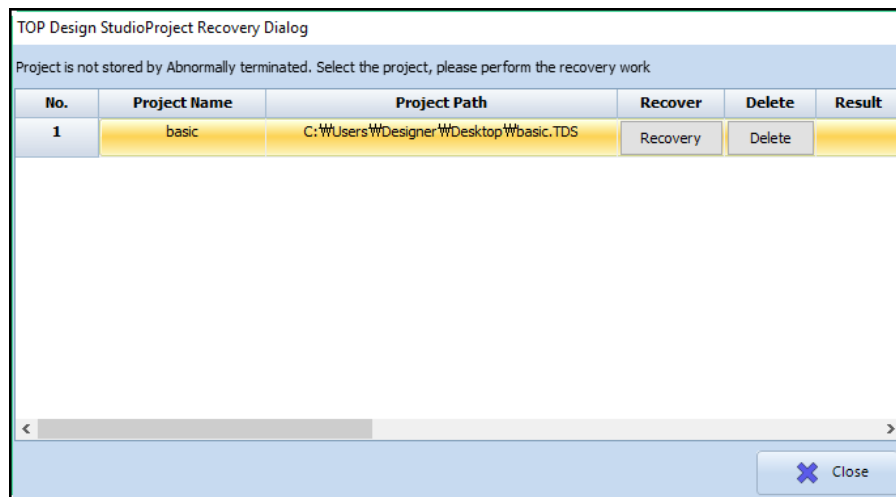 TOP Design StudioProject Recovery Dialog
Project is not stored by Abnormally terminated. Select the project, please perform the recovery work
No. Project Name Project Path Recover Delete Result
1 basic C:₩Users₩Designer₩Desktop₩basic.TDS Recovery Delete
Close